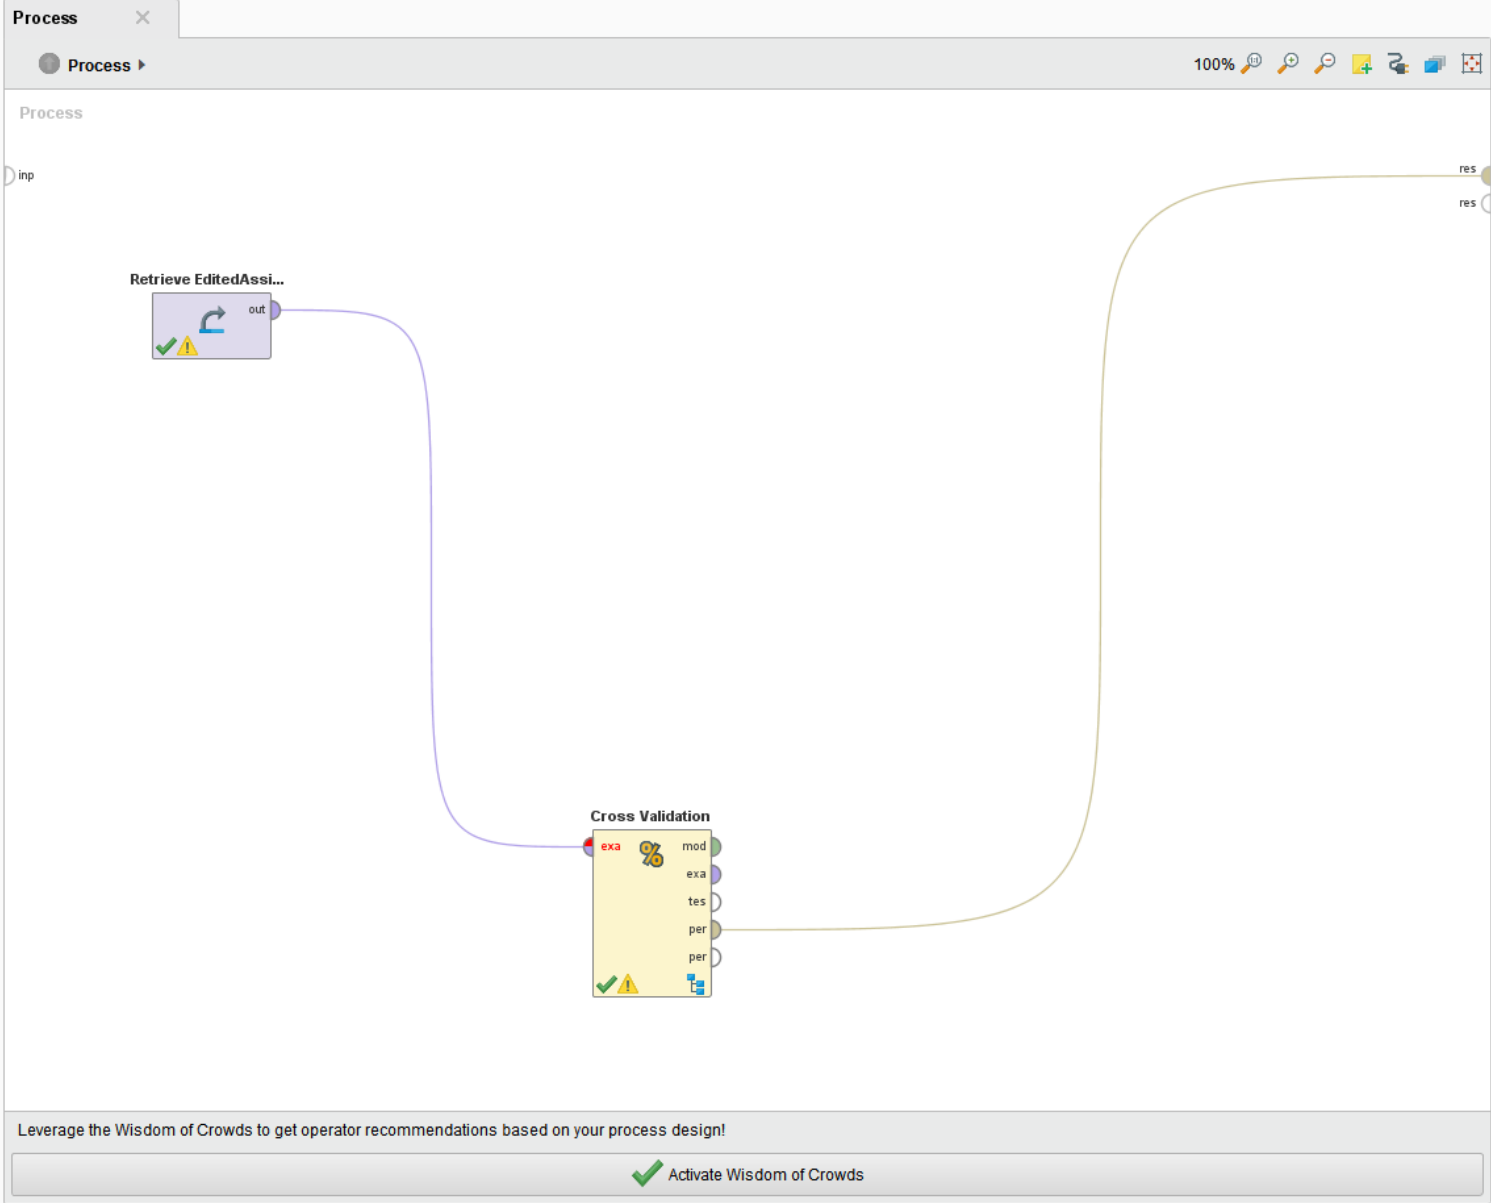 Process
Process
100%
Process
inp
res
res
Retrieve EditedAssi...
out
Cross Validation
exa
mod
exa
tes
per
per
Leverage the Wisdom of Crowds to get operator recommendations based on your process design!
Activate Wisdom of Crowds